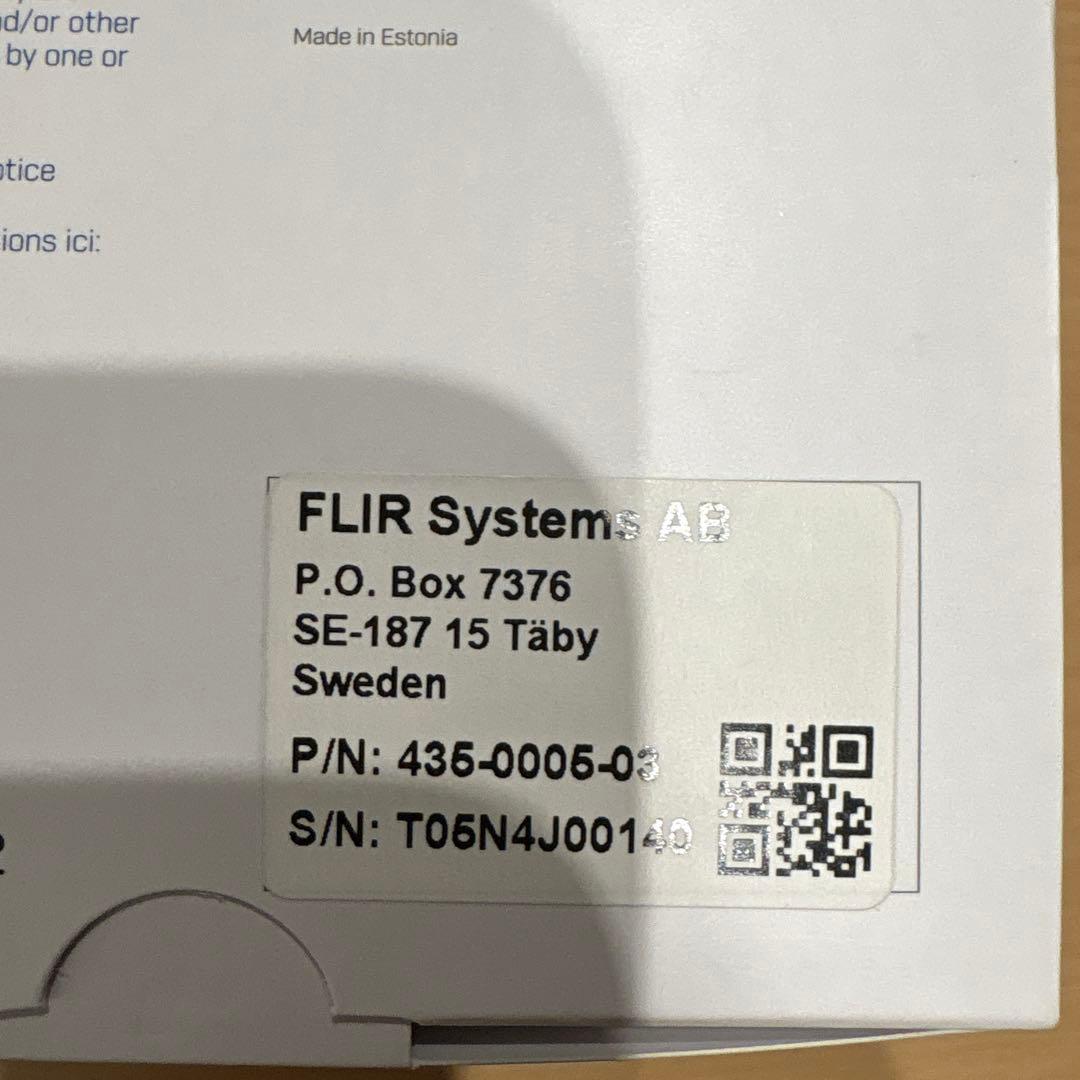 nd/or other
by one or
otice
ions ici:
Made in Estonia
FLIR Systems AB
P.O. Box 7376
SE-187 15 Täby
Sweden
P/N: 435-0005-03
S/N: T05N4J00140